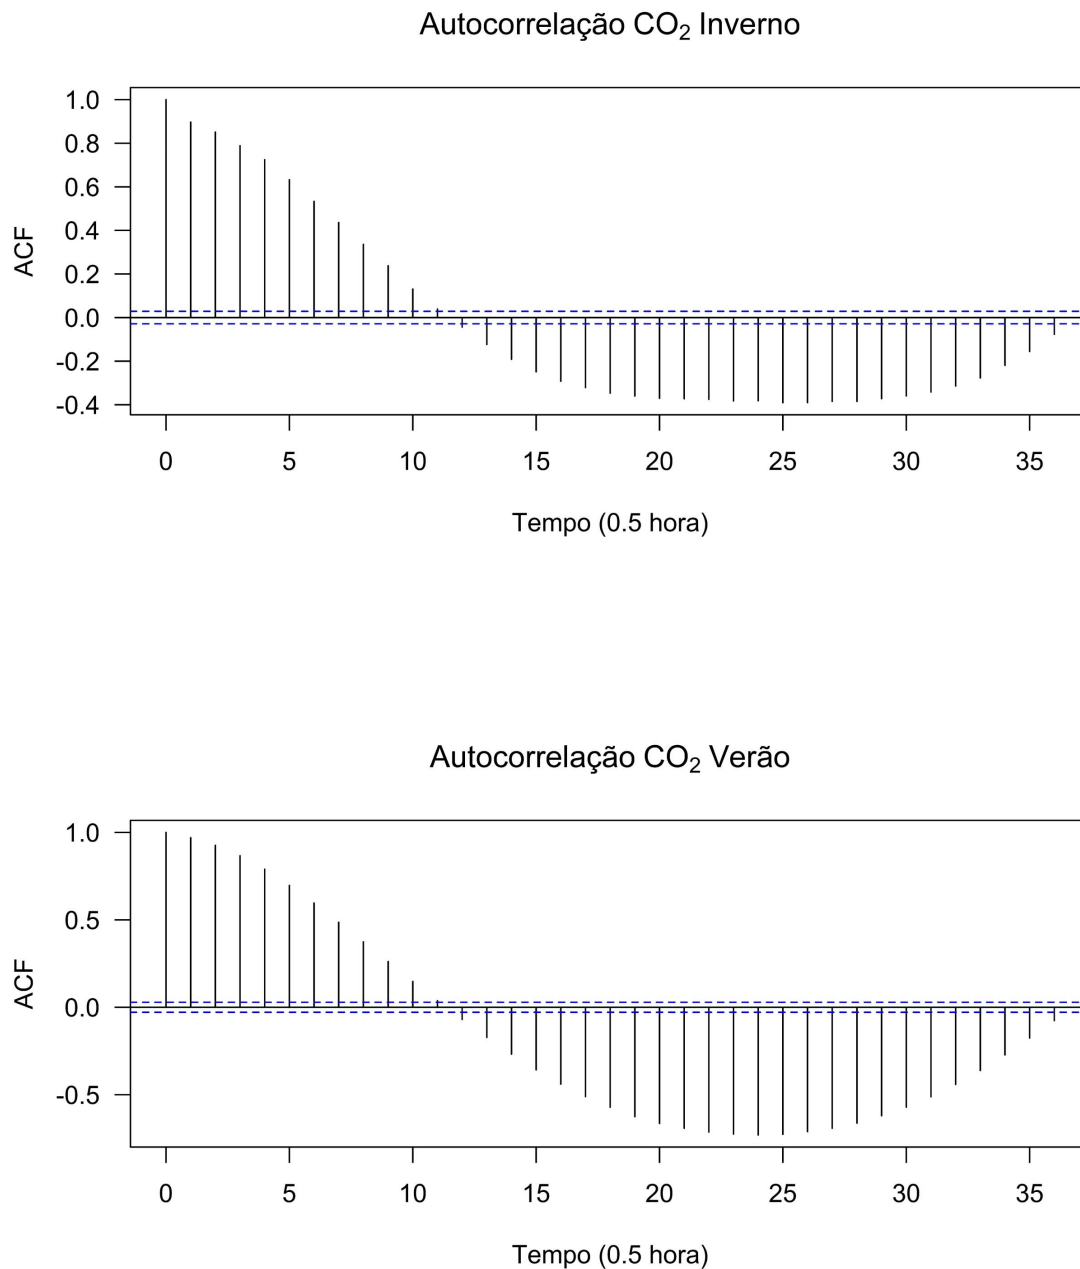 Autocorrelação CO₂ Inverno
1.0
0.8
0.6
0.4
0.2
0.0
-0.2
-0.4
ACF
0 5 10 15 20 25 30 35
Tempo (0.5 hora)
Autocorrelação CO₂ Verão
1.0
0.5
0.0
-0.5
ACF
0 5 10 15 20 25 30 35
Tempo (0.5 hora)